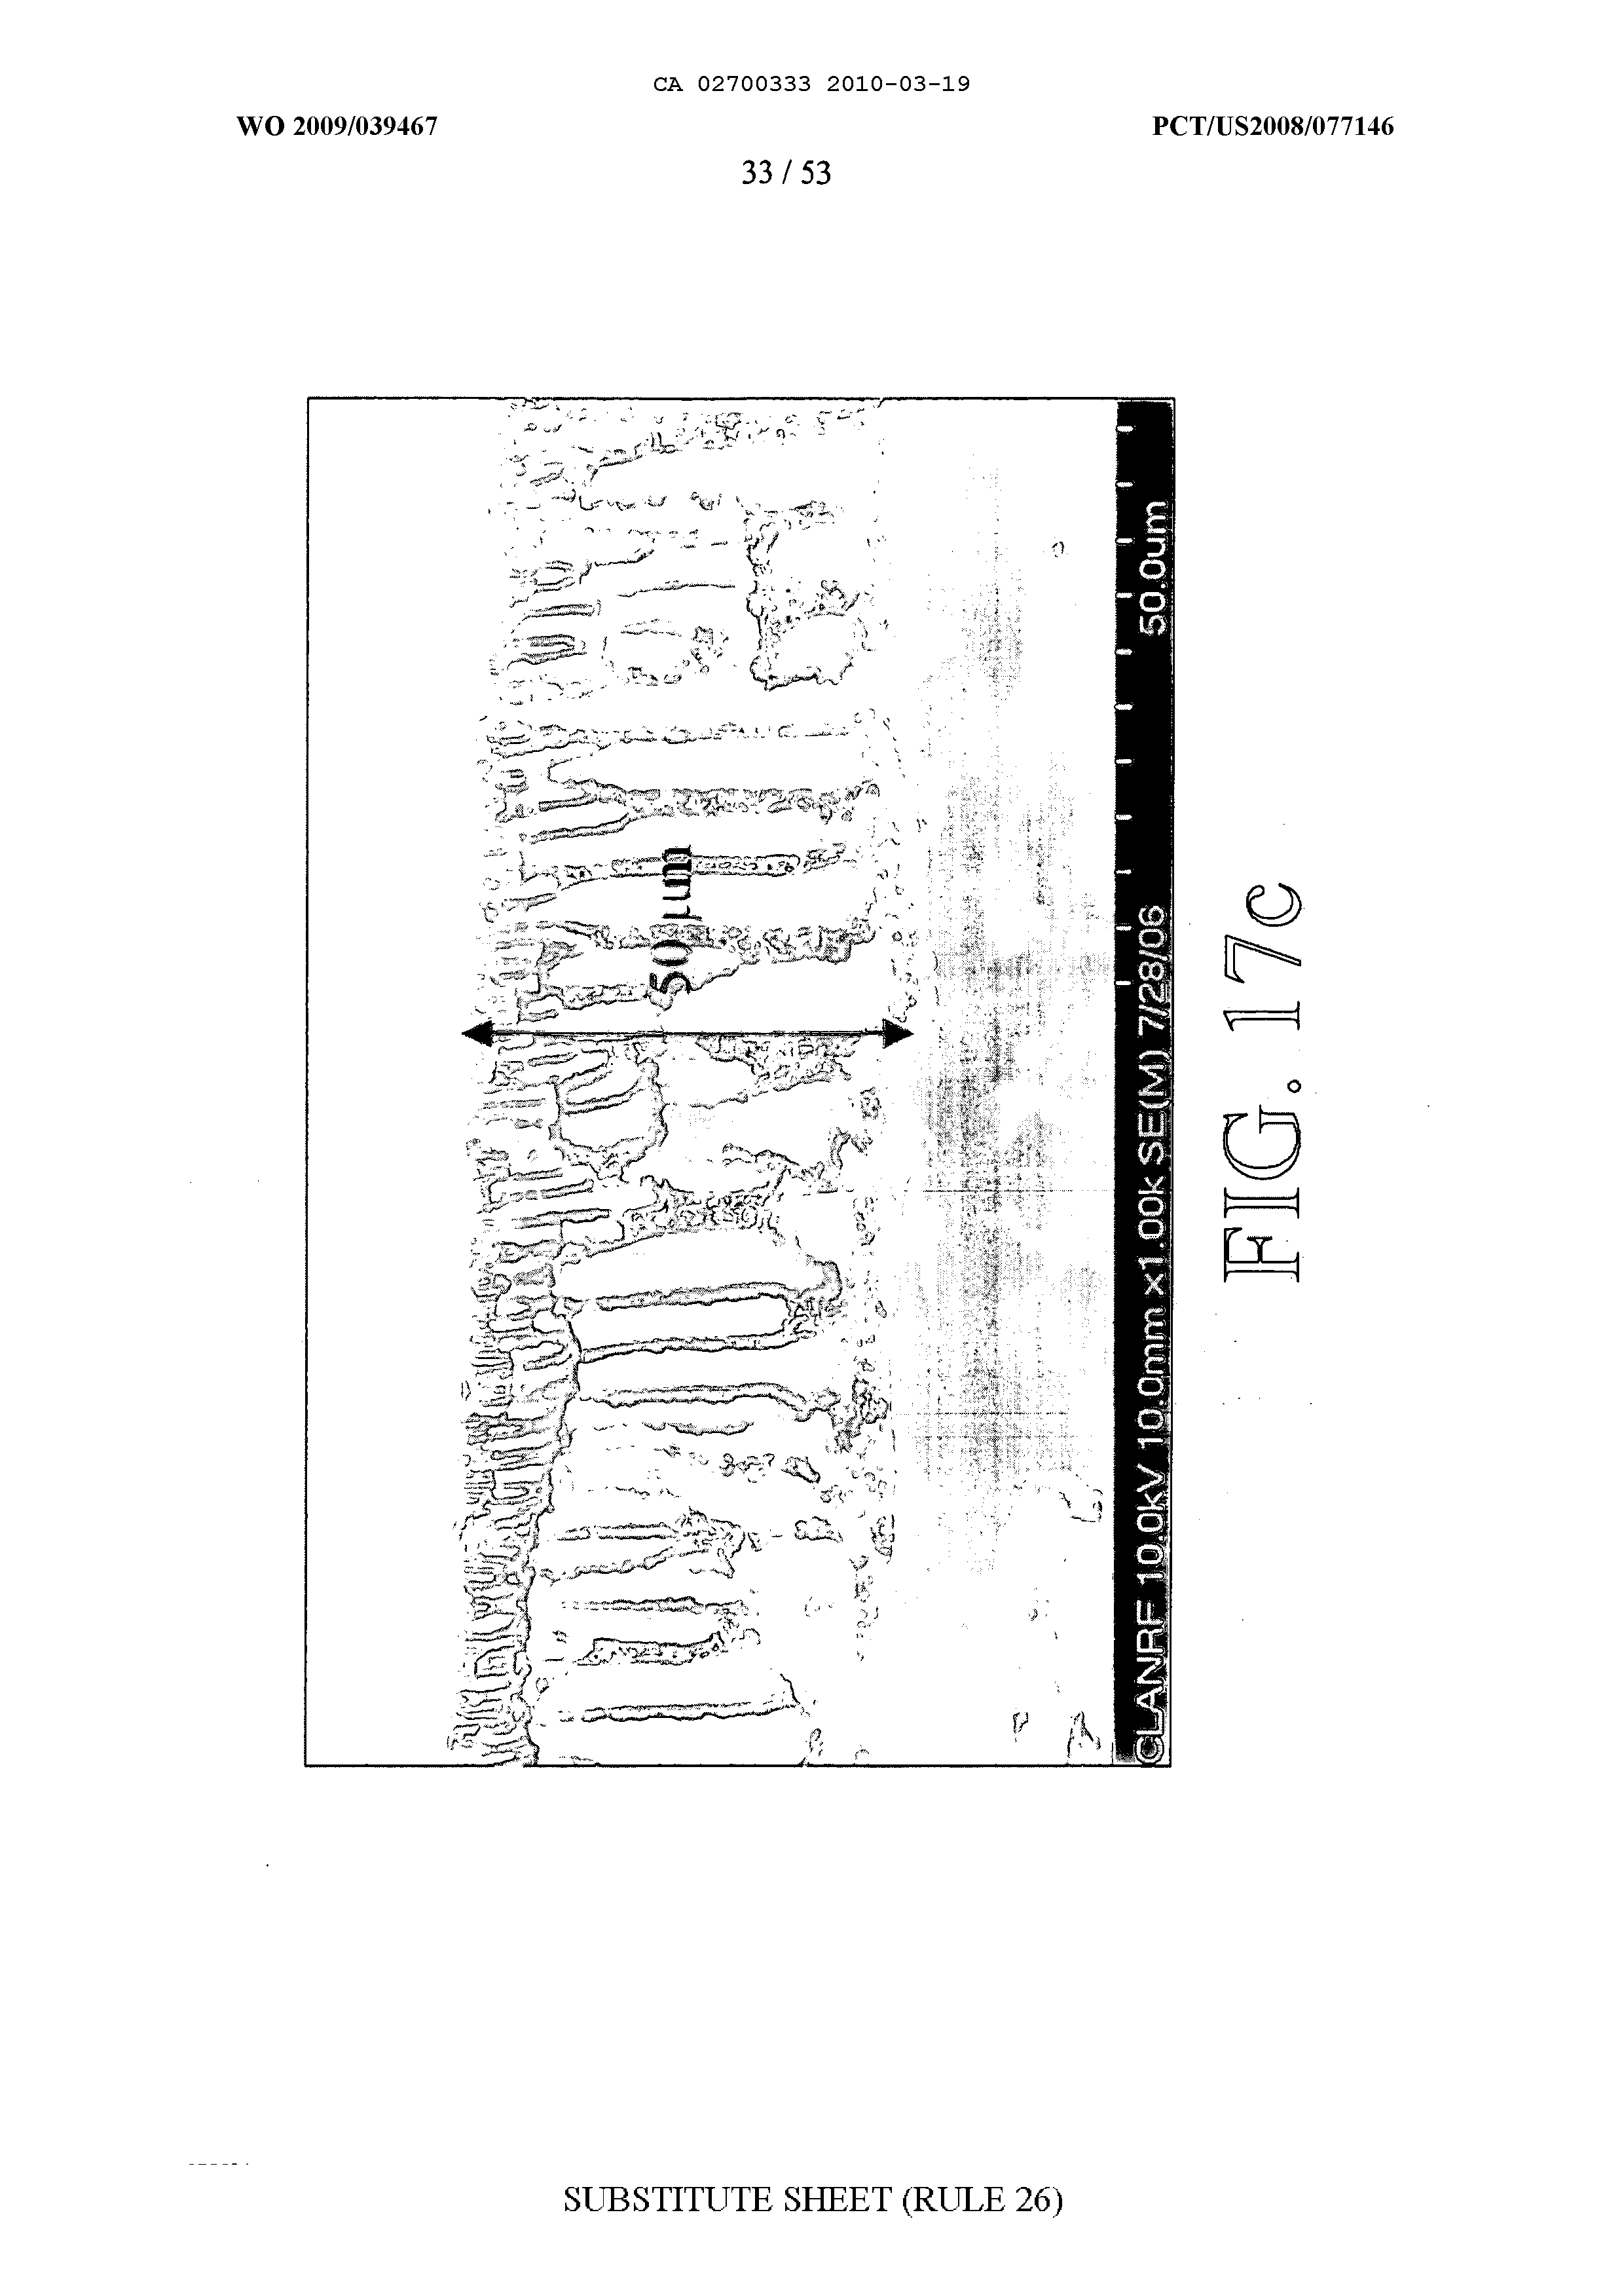 CA 02700333 2010-03-19
WO 2009/039467
PCT/US2008/077146
33 / 53
50 µm
CLANRF 10.0kV 10.0mm x1.00k SE(M) 7/28/06
50.0um
FIG. 17c
SUBSTITUTE SHEET (RULE 26)